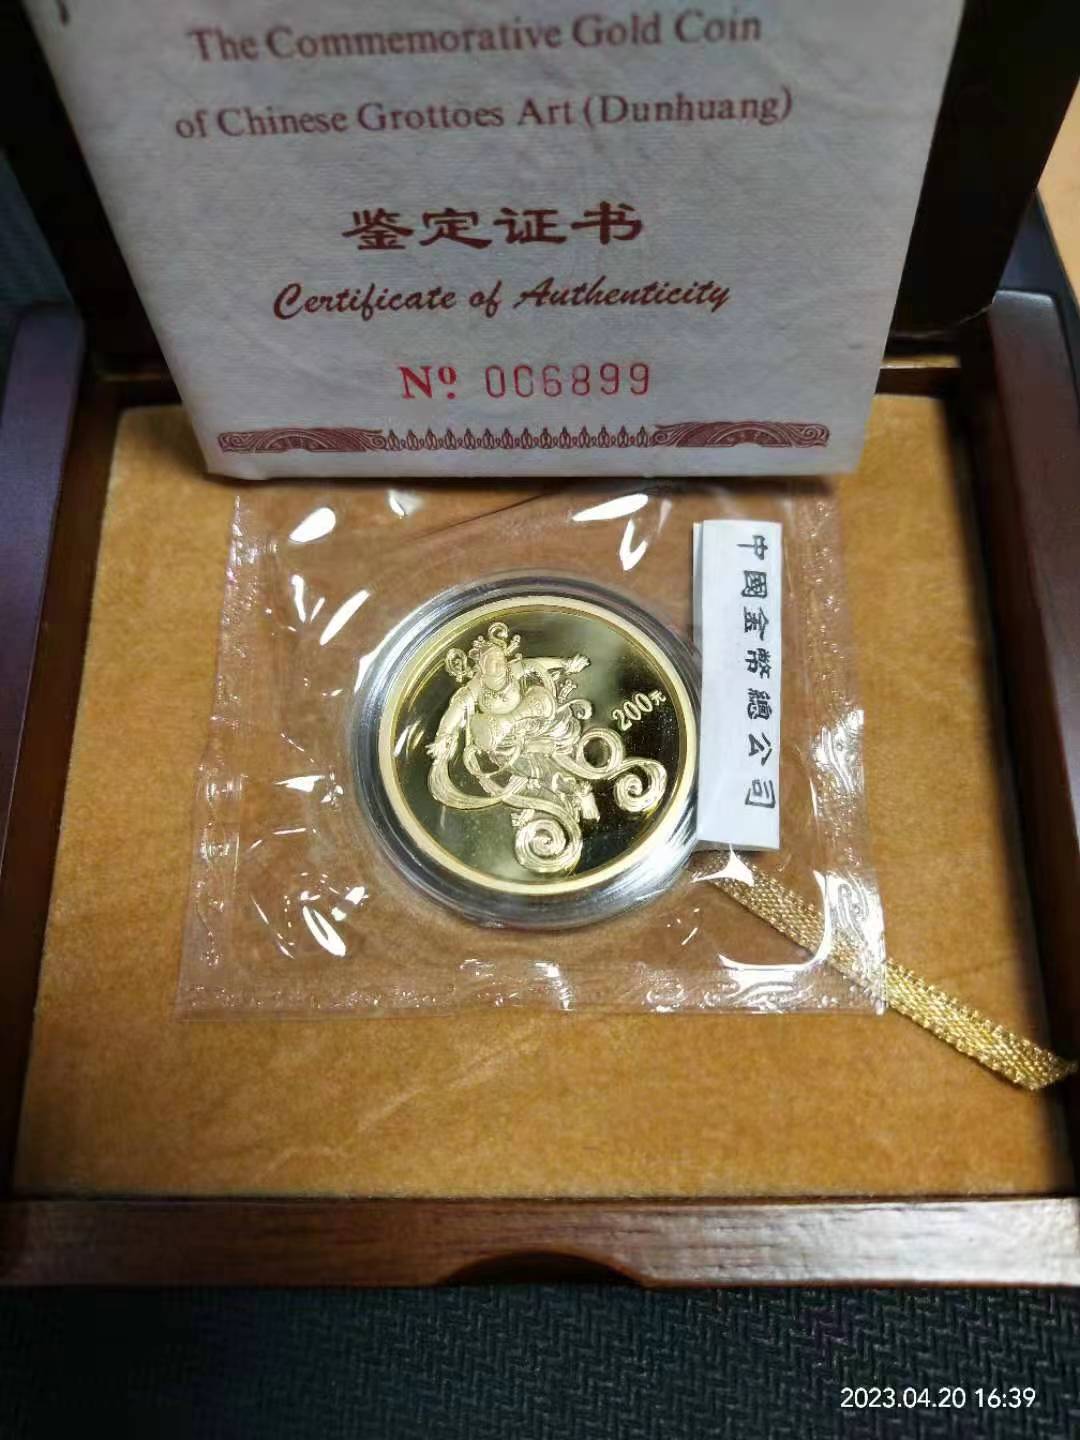 The Commemorative Gold Coin
of Chinese Grottoes Art (Dunhuang)
鉴定证书
Certificate of Authenticity
Nº 006899
中國金幣總公司
200元
2023.04.20 16:39